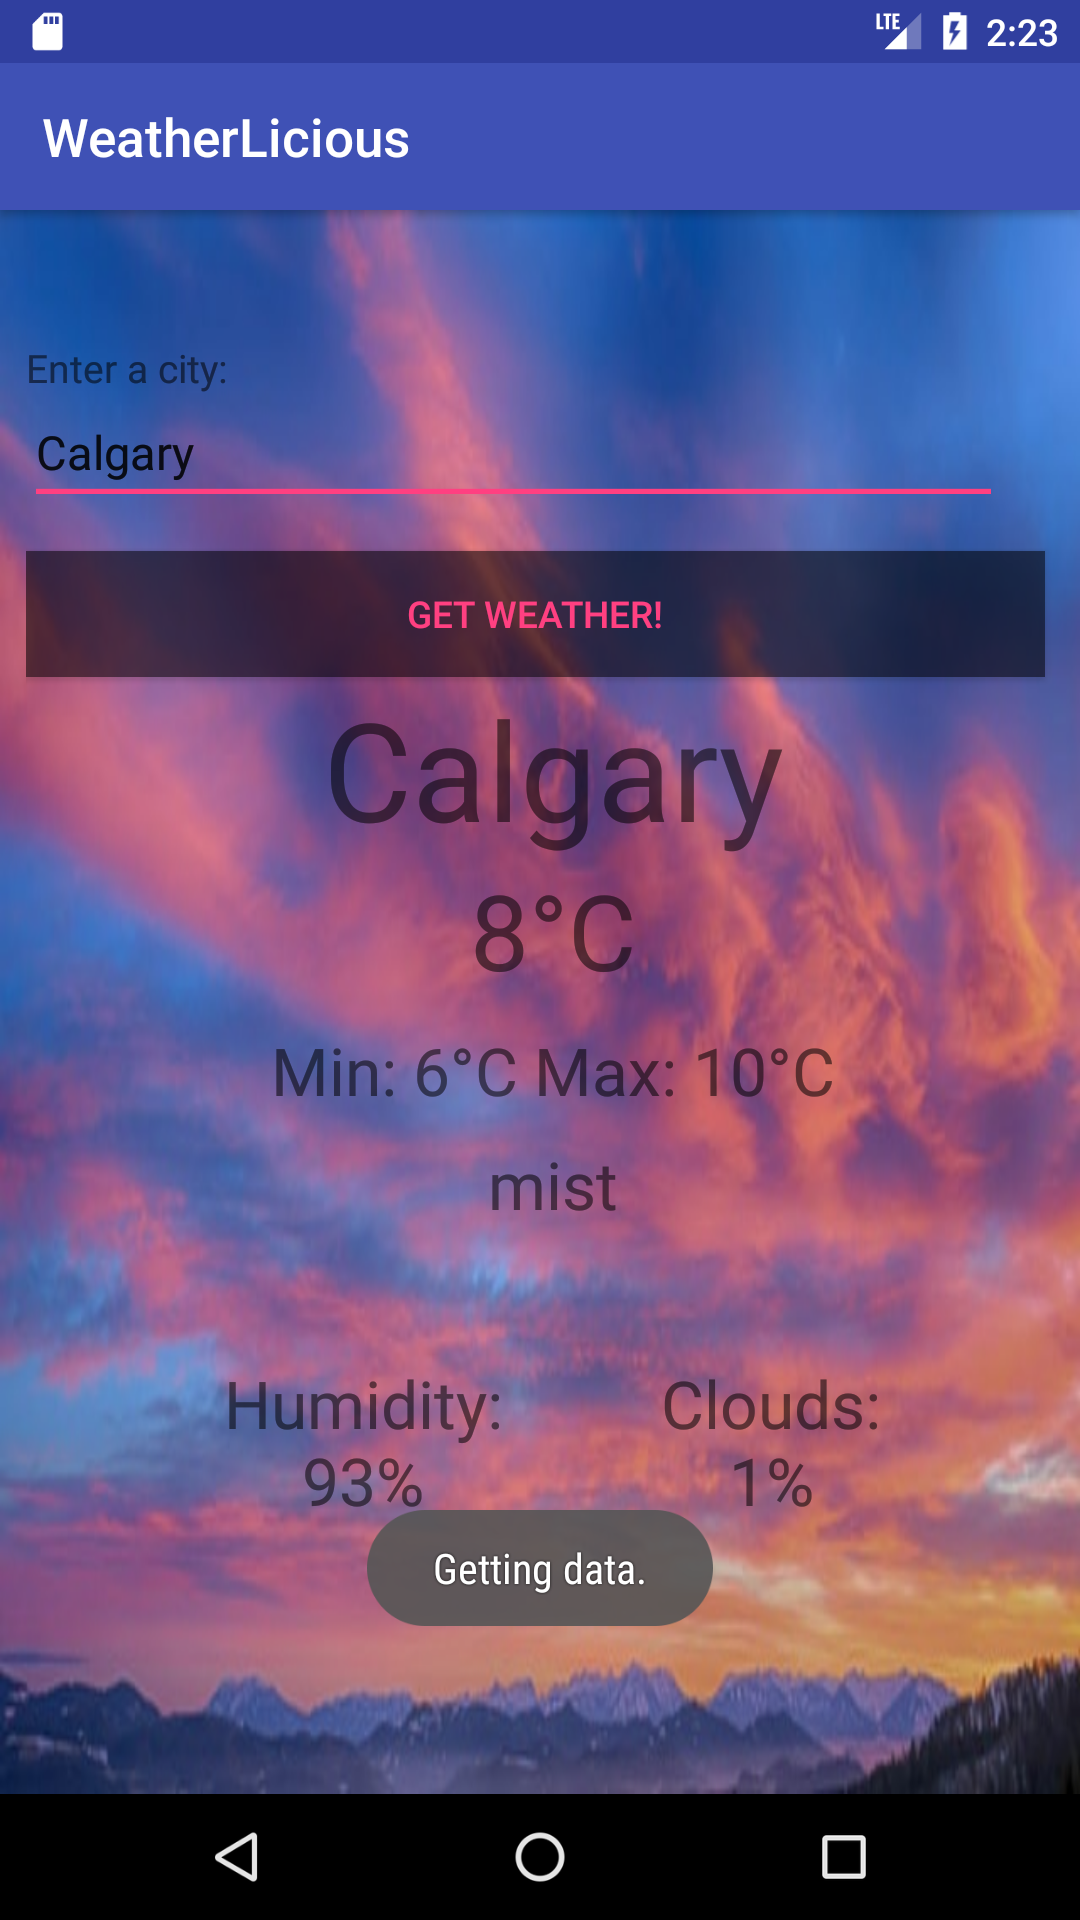 LTE 2:23
WeatherLicious
Enter a city:
Calgary
GET WEATHER!
Calgary
8°C
Min: 6°C Max: 10°C
mist
Humidity: Clouds:
93% 1%
Getting data.